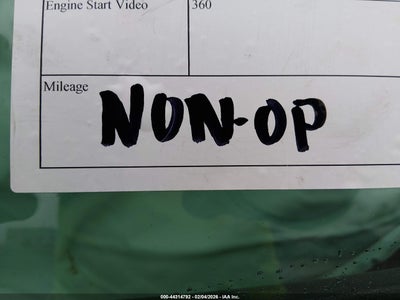 Engine Start Video 360
Mileage
NON-OP
000-44314792 - 02/04/2026 - IAA Inc.